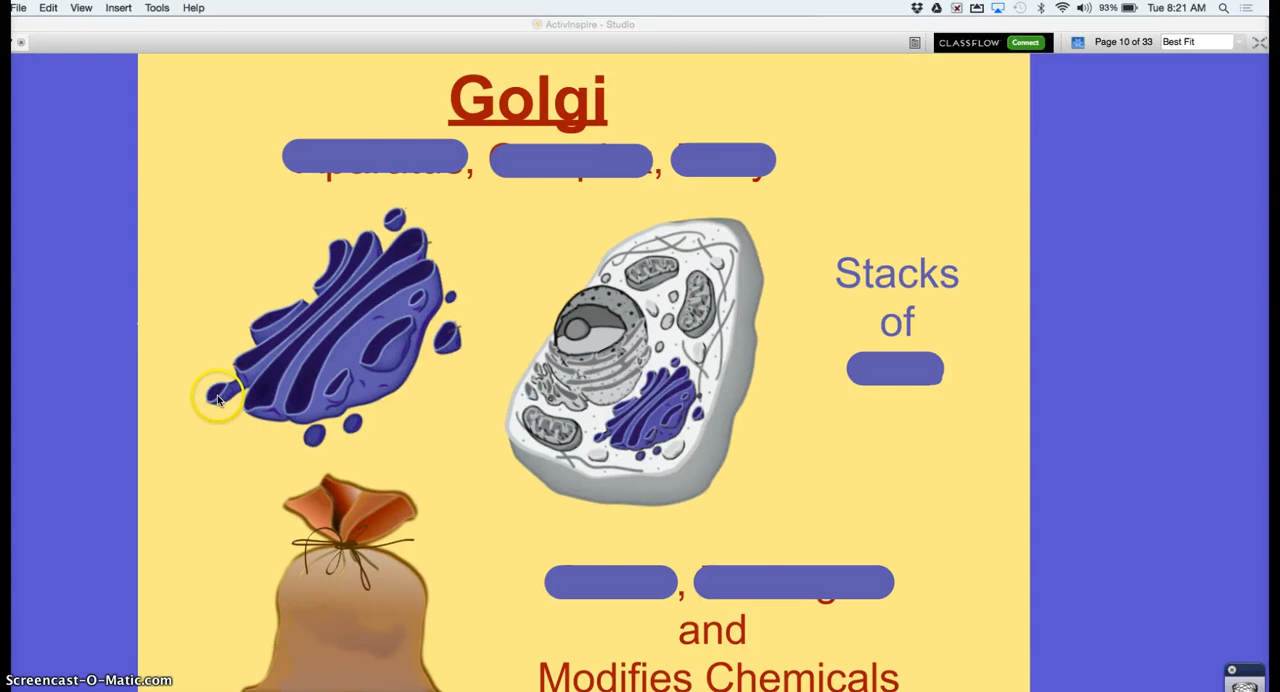 File Edit View Insert Tools Help 93% Tue 8:21 AM
ActivInspire - Studio
CLASSFLOW Connect Page 10 of 33 Best Fit
Golgi
, ,
Stacks
of
,
and
Modifies Chemicals
Screencast-O-Matic.com